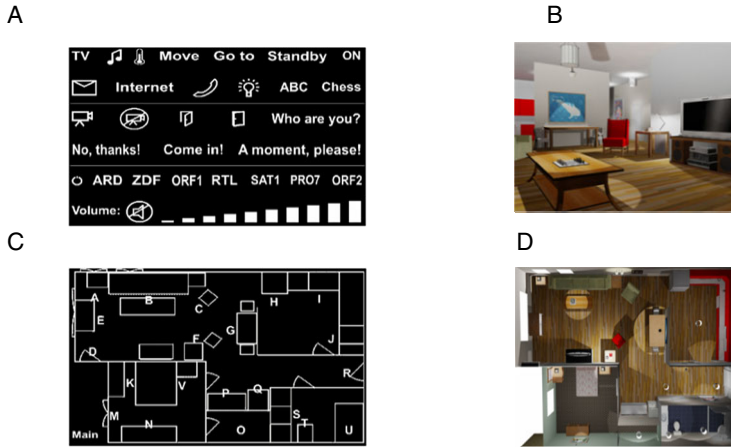 A
B
TV Move Go to Standby ON
Internet ABC Chess
Who are you?
No, thanks! Come in! A moment, please!
ARD ZDF ORF1 RTL SAT1 PRO7 ORF2
Volume:
C
D
A B C H I
E
G
D F J
K V P Q R
M N O S T U
Main